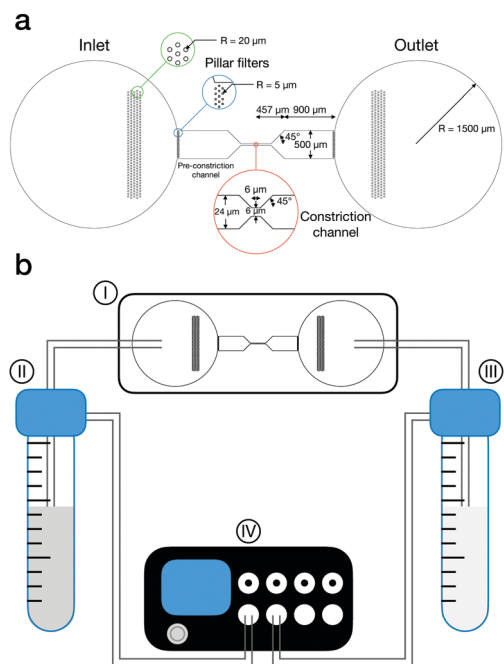 a
Inlet
R = 20 µm
Pillar filters
R = 5 µm
Outlet
457 µm 900 µm
45°
500 µm
R = 1500 µm
Pre-constriction
channel
6 µm
24 µm
6 µm
45°
Constriction
channel
b
I
II
III
IV